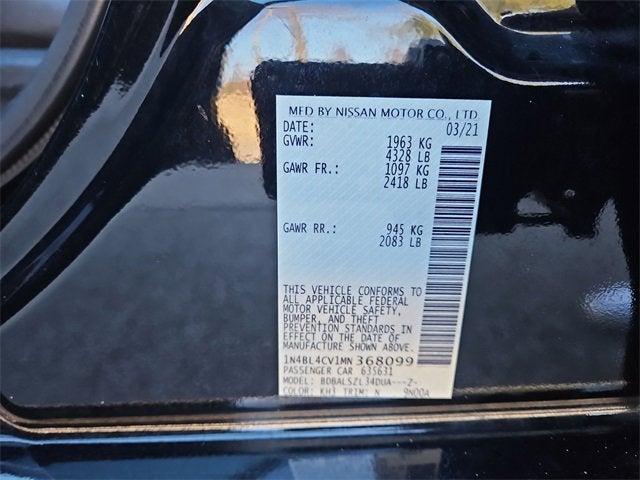 MFD BY NISSAN MOTOR CO., LTD
DATE: 03/21
GVWR: 1963 KG
4328 LB
GAWR FR.: 1097 KG
2418 LB
GAWR RR.: 945 KG
2083 LB
THIS VEHICLE CONFORMS TO
ALL APPLICABLE FEDERAL
MOTOR VEHICLE SAFETY,
BUMPER, AND THEFT
PREVENTION STANDARDS IN
EFFECT ON THE DATE OF
MANUFACTURE SHOWN ABOVE.
1N4BL4CV1MN368099
PASSENGER CAR 635631
MODEL: BDBALSZL34DUA---Z-
COLOR: KH3 TRIM: N 9N00A